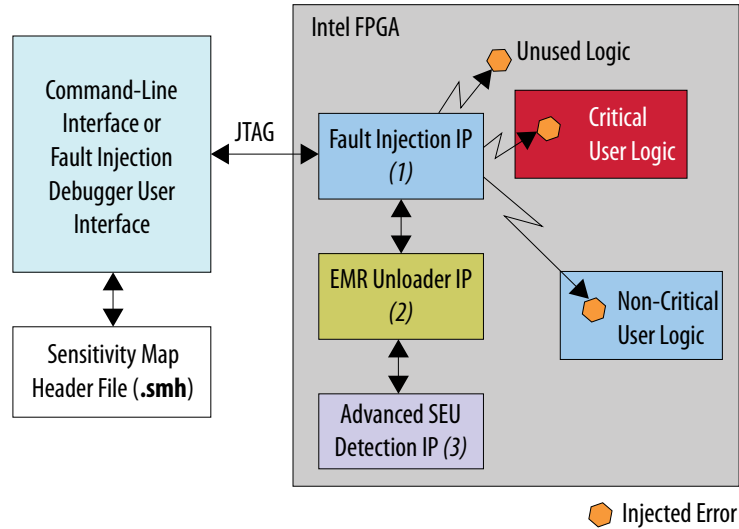 Intel FPGA
Unused Logic
Command-Line
Interface or
Fault Injection
Debugger User
Interface
JTAG
Fault Injection IP
(1)
Critical
User Logic
EMR Unloader IP
(2)
Non-Critical
User Logic
Sensitivity Map
Header File (.smh)
Advanced SEU
Detection IP (3)
Injected Error